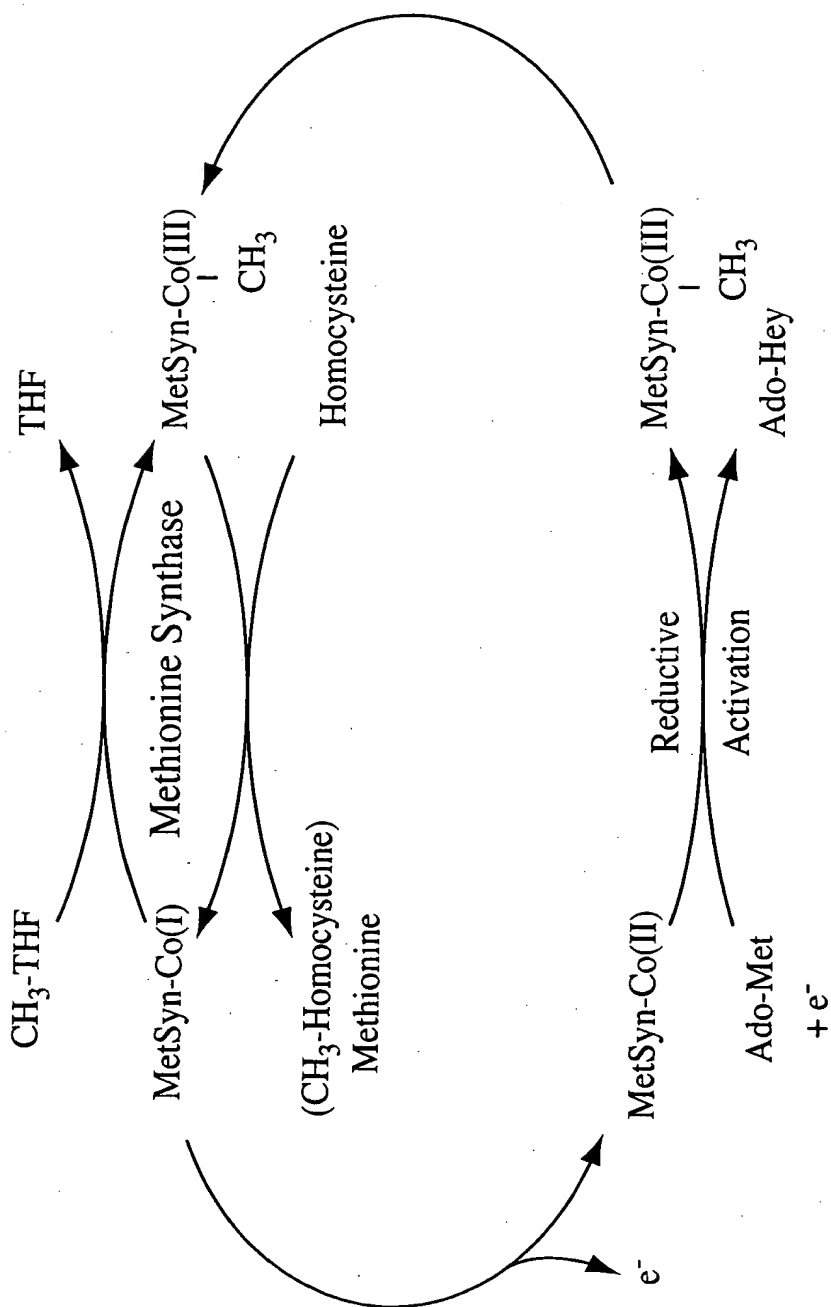 CH₃-THF
THF
MetSyn-Co(I)
Methionine Synthase
MetSyn-Co(III)
CH₃
(CH₃-Homocysteine)
Methionine
Homocysteine
MetSyn-Co(II)
Reductive
Activation
MetSyn-Co(III)
CH₃
Ado-Met
+ e⁻
Ado-Hey
e⁻